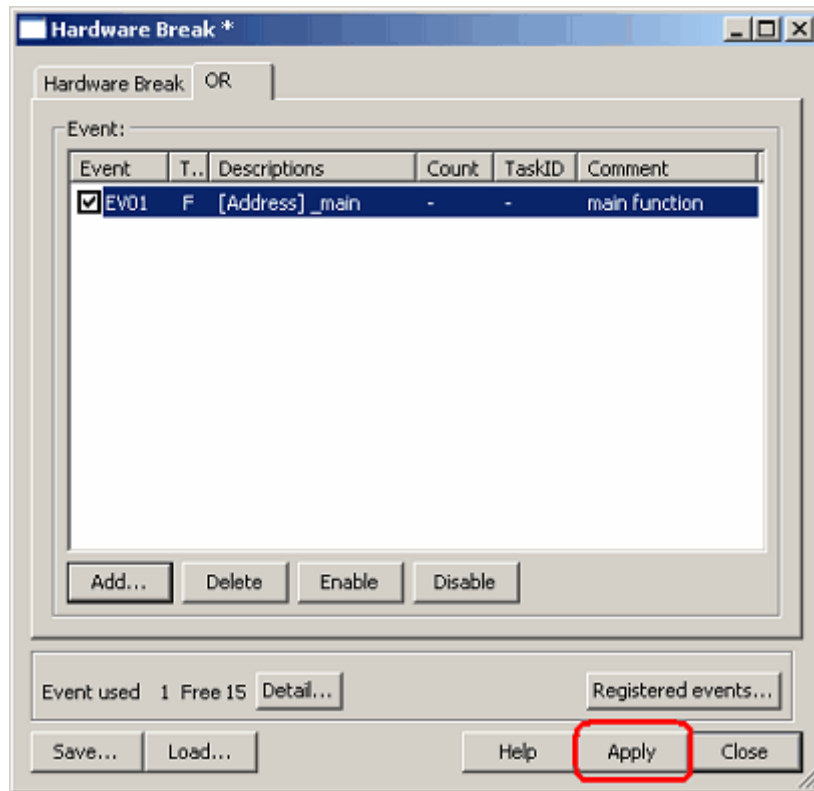 Hardware Break *
Hardware Break OR
Event:
Event T.. Descriptions Count TaskID Comment
EV01 F [Address] _main - - main function
Add... Delete Enable Disable
Event used 1 Free 15 Detail... Registered events...
Save... Load... Help Apply Close